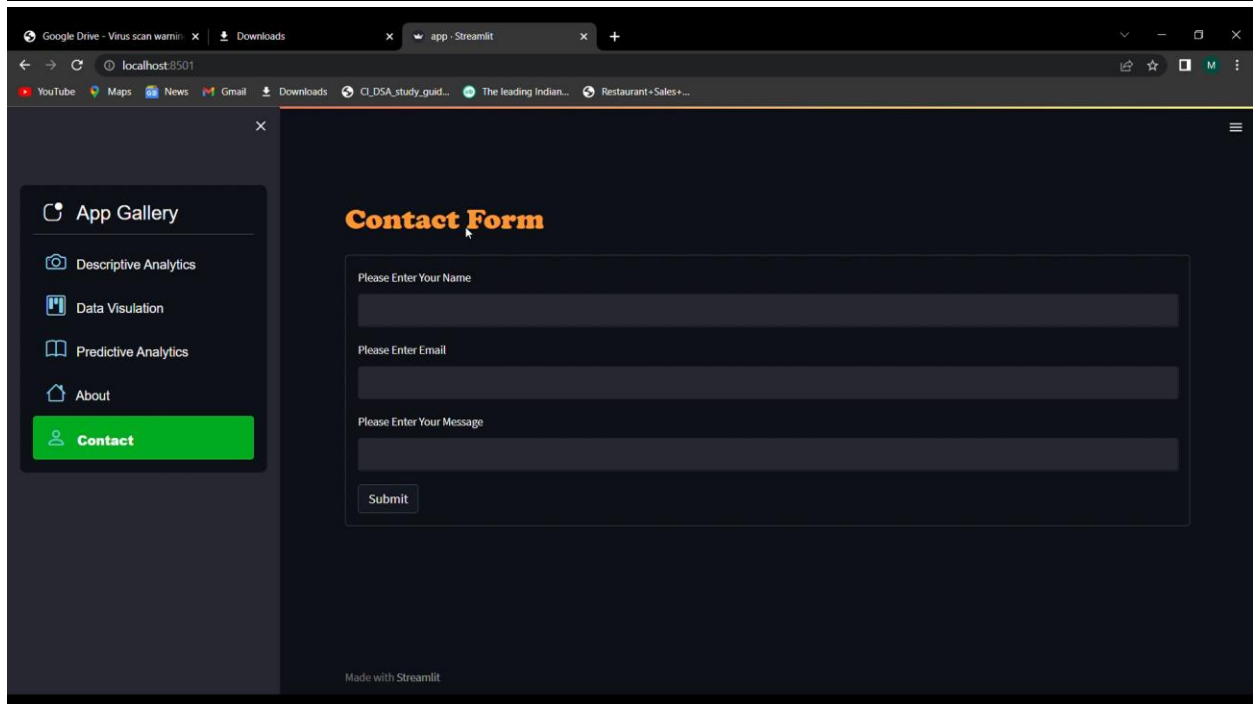 Google Drive - Virus scan warnin
Downloads
app · Streamlit
localhost:8501
M
YouTube
Maps
News
Gmail
Downloads
CI_DSA_study_guid...
The leading Indian...
Restaurant+Sales+...
App Gallery
Descriptive Analytics
Data Visulation
Predictive Analytics
About
Contact
Contact Form
Please Enter Your Name
Please Enter Email
Please Enter Your Message
Submit
Made with Streamlit